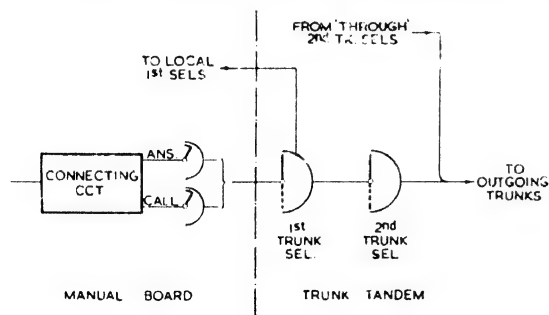 FROM 'THROUGH'
2nd TR. SELS
TO LOCAL
1st SELS
ANS.
CONNECTING
CCT
CALL
TO
OUTGOING
TRUNKS
1st
TRUNK
SEL.
2nd
TRUNK
SEL
MANUAL BOARD
TRUNK TANDEM